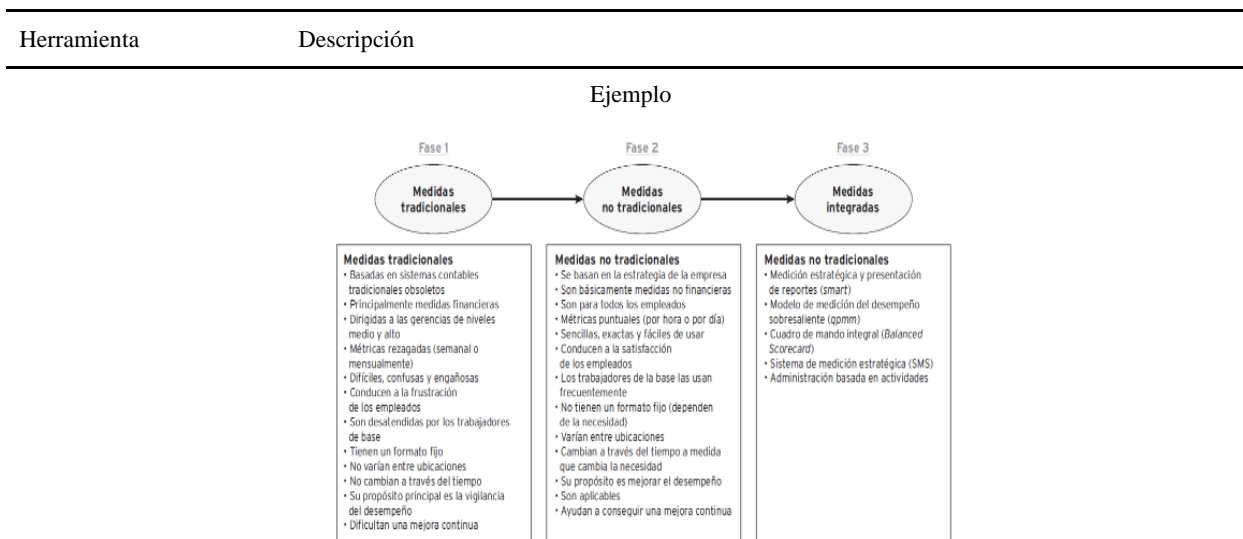 Herramienta Descripción
Ejemplo
Fase 1 Fase 2 Fase 3
Medidas
tradicionales
Medidas
no tradicionales
Medidas
integradas
Medidas tradicionales
• Basadas en sistemas contables
tradicionales obsoletos
• Principalmente medidas financieras
• Dirigidas a las gerencias de niveles
medio y alto
• Métricas rezagadas (semanal o
mensualmente)
• Difíciles, confusas y engañosas
• Conducen a la frustración
de los empleados
• Son desatendidas por los trabajadores
de base
• Tienen un formato fijo
• No varían entre ubicaciones
• No cambian a través del tiempo
• Su propósito principal es la vigilancia
del desempeño
• Dificultan una mejora continua
Medidas no tradicionales
• Se basan en la estrategia de la empresa
• Son básicamente medidas no financieras
• Son para todos los empleados
• Métricas puntuales (por hora o por día)
• Sencillas, exactas y fáciles de usar
• Conducen a la satisfacción
de los empleados
• Los trabajadores de la base las usan
frecuentemente
• No tienen un formato fijo (dependen
de la necesidad)
• Varían entre ubicaciones
• Cambian a través del tiempo a medida
que cambia la necesidad
• Su propósito es mejorar el desempeño
• Son aplicables
• Ayudan a conseguir una mejora continua
Medidas no tradicionales
• Medición estratégica y presentación
de reportes (smart)
• Modelo de medición del desempeño
sobresaliente (qpmm)
• Cuadro de mando integral (Balanced
Scorecard)
• Sistema de medición estratégica (SMS)
• Administración basada en actividades